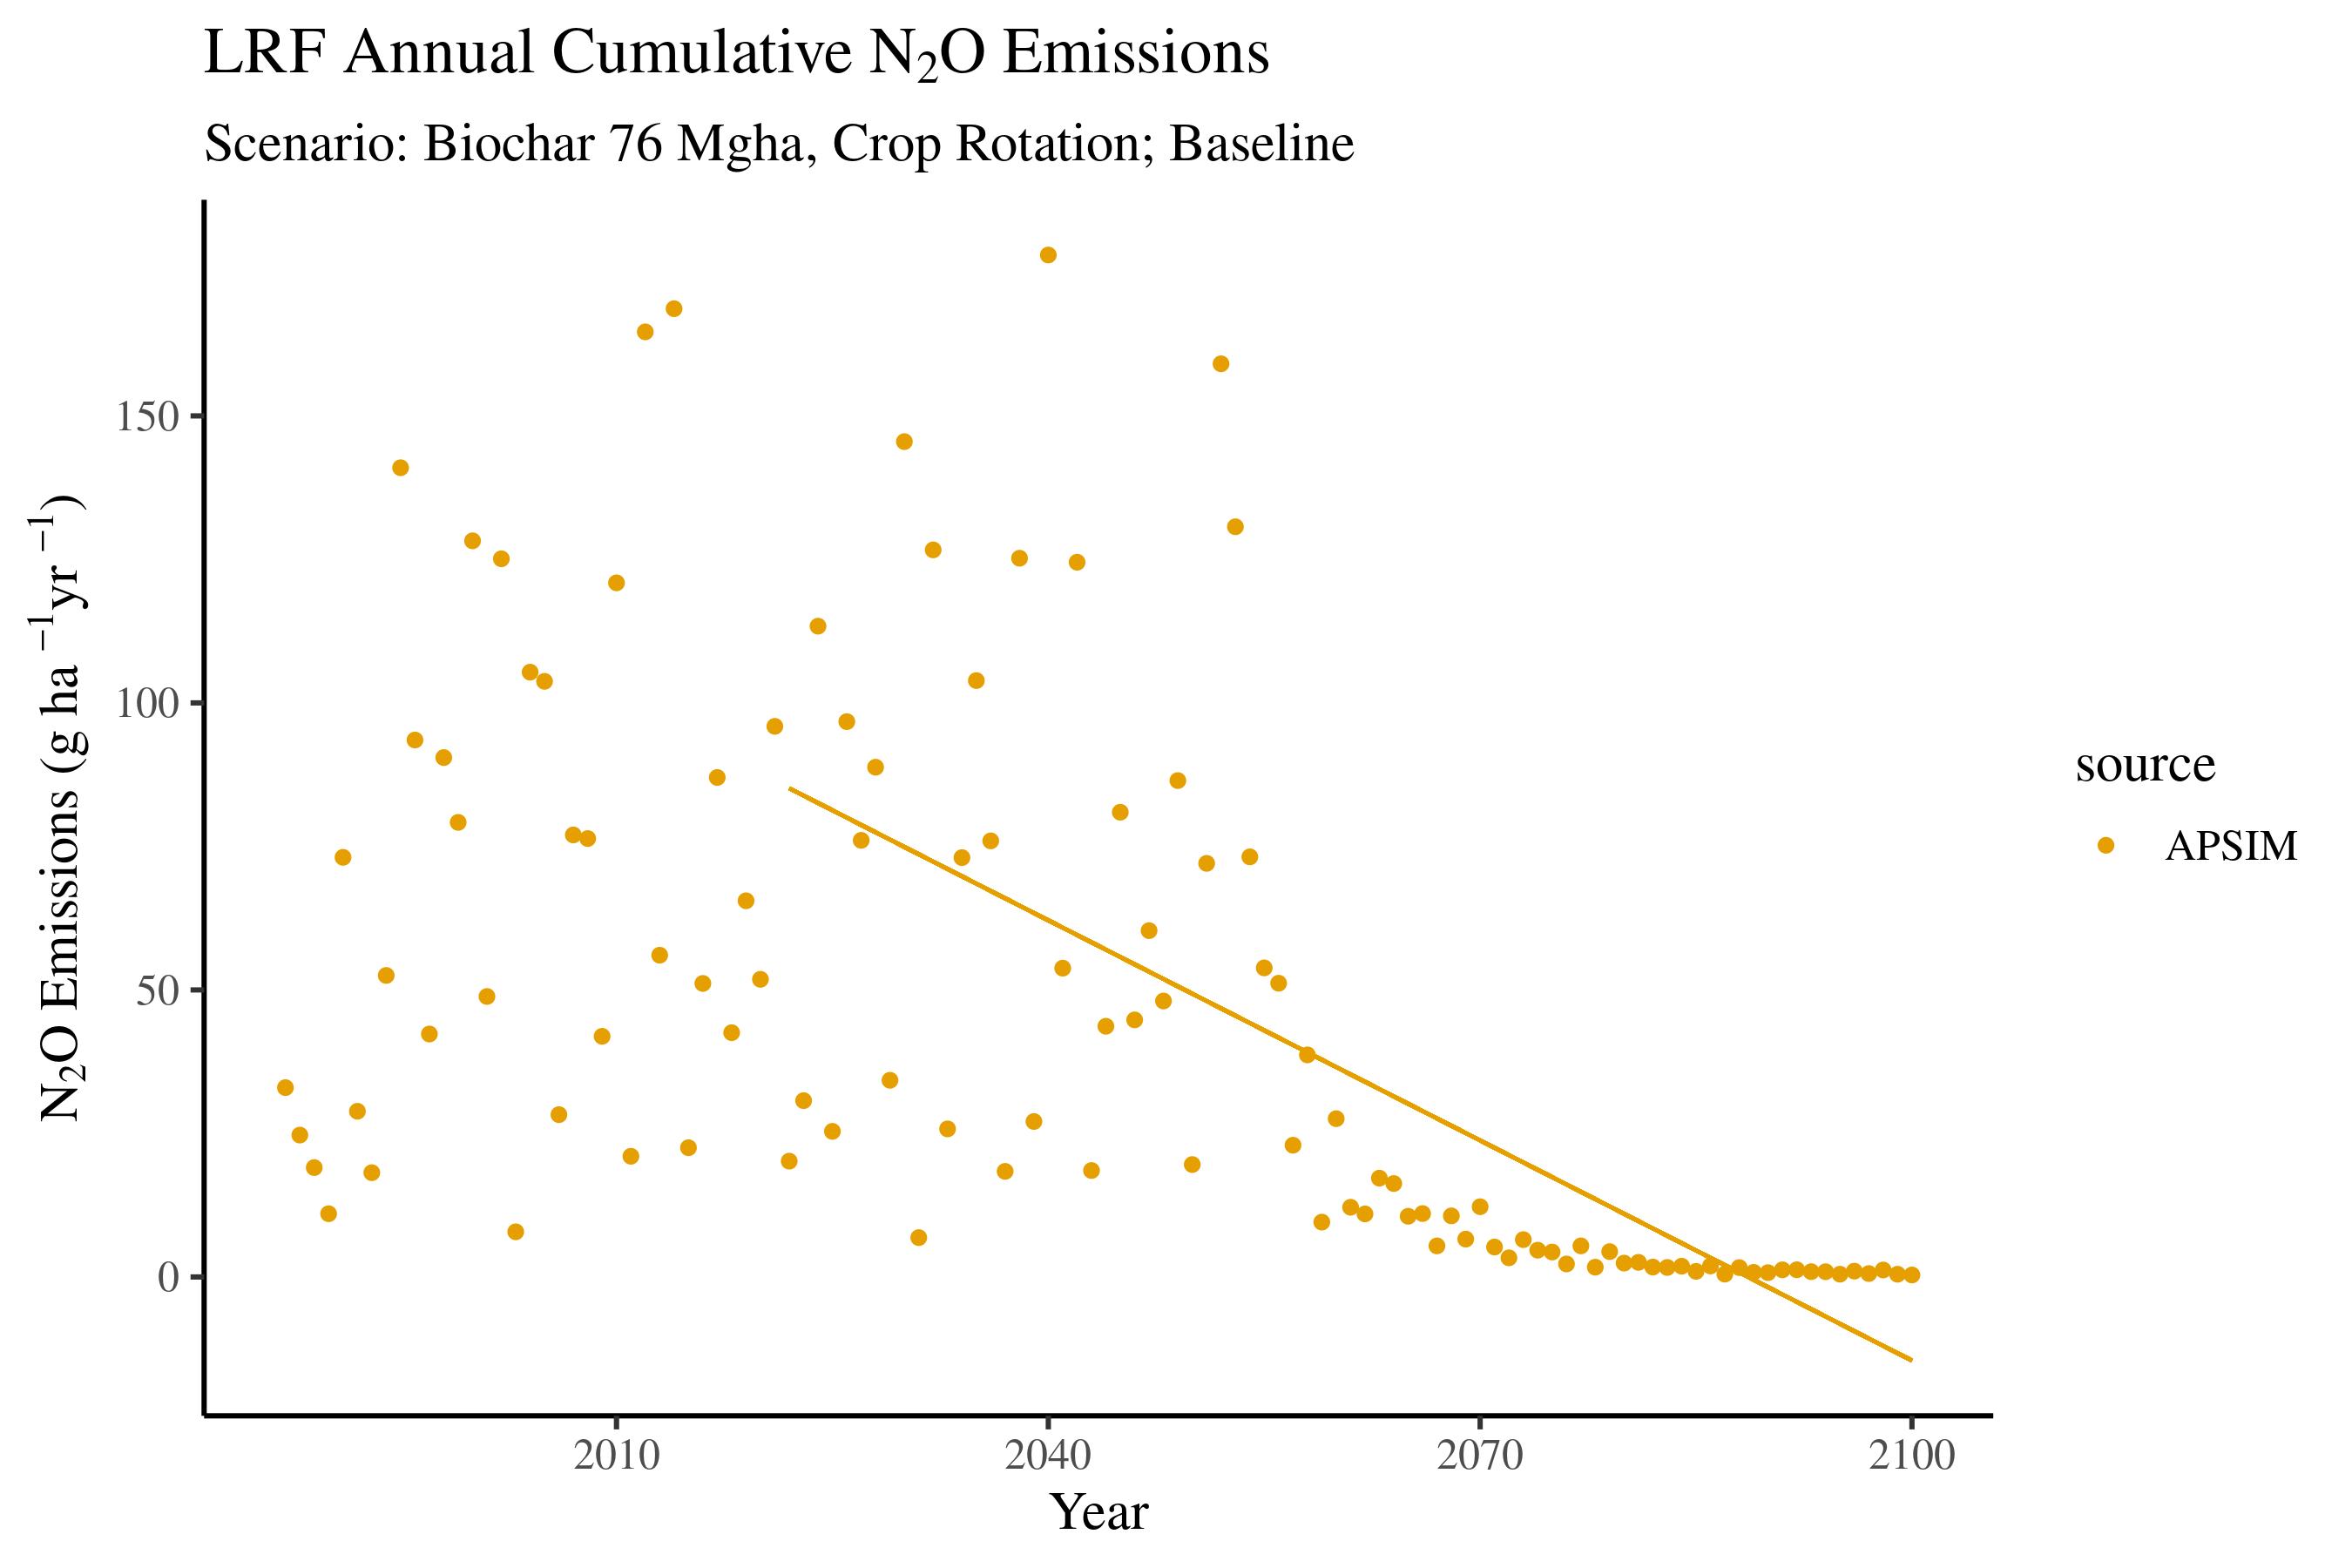 LRF Annual Cumulative N₂O Emissions
Scenario: Biochar 76 Mgha, Crop Rotation; Baseline
N₂O Emissions (g ha⁻¹yr⁻¹)
150
100
50
0
source
APSIM
2010 2040 2070 2100
Year